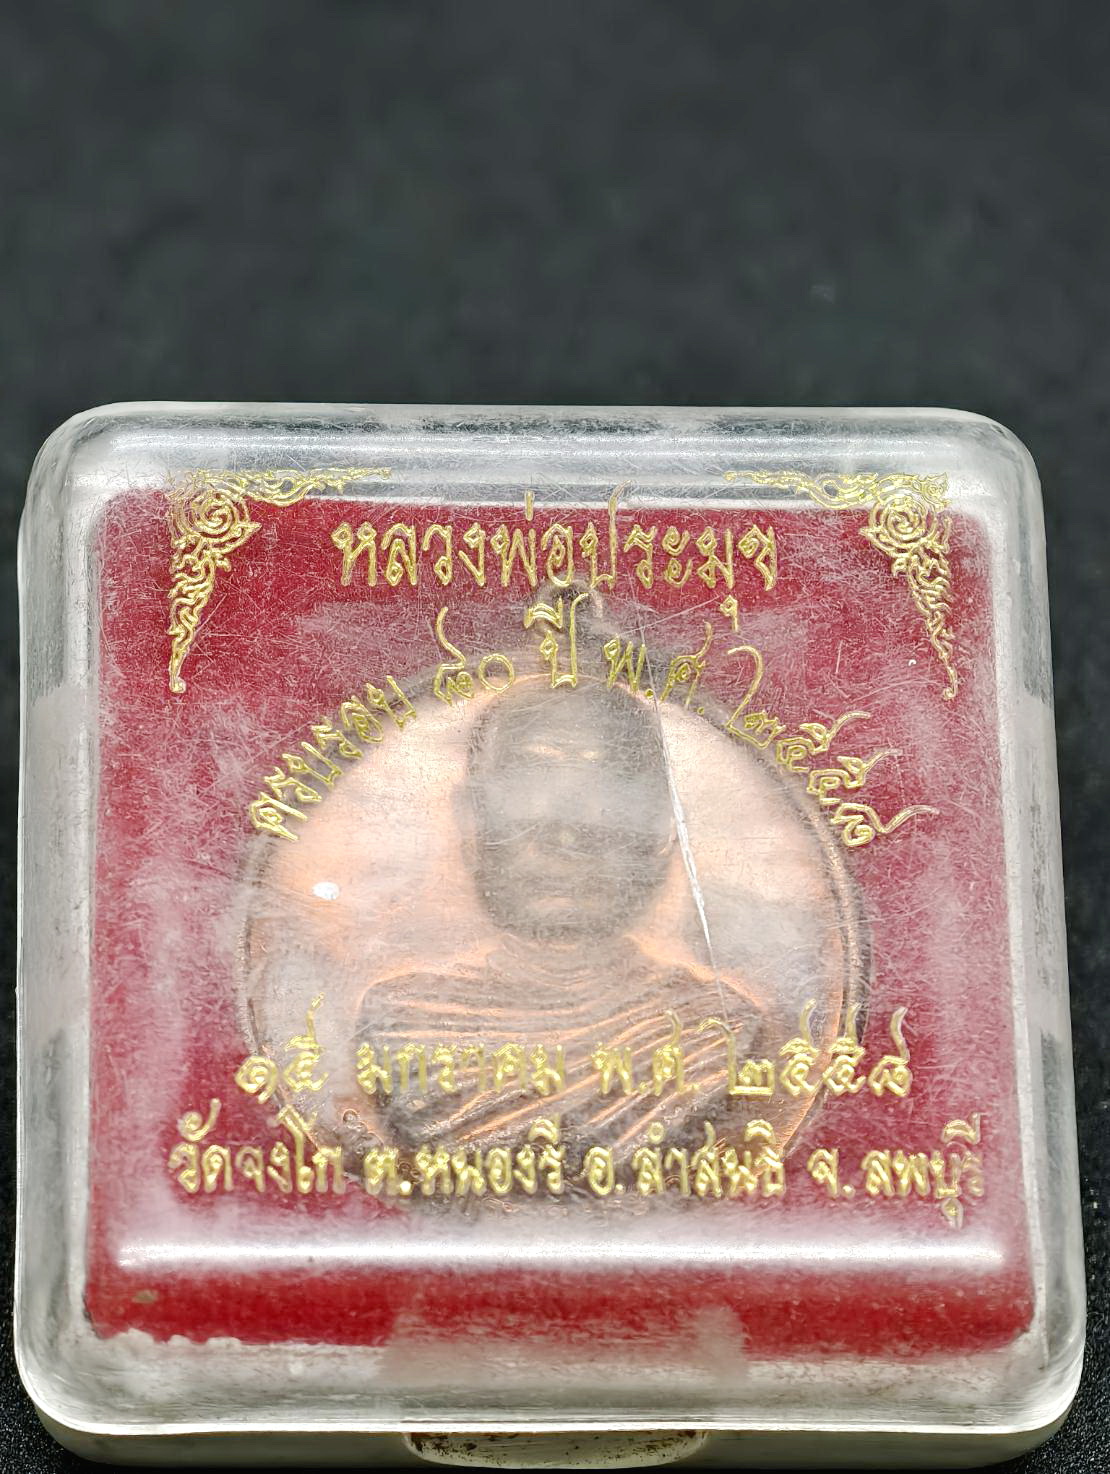 หลวงพ่อประมุข
ครบรอบ ๘๐ ปี พ.ศ. ๒๕๕๘
๑๕ มกราคม พ.ศ. ๒๕๕๘
วัดจงโก ต.หนองรี อ.ลำสนธิ จ.ลพบุรี